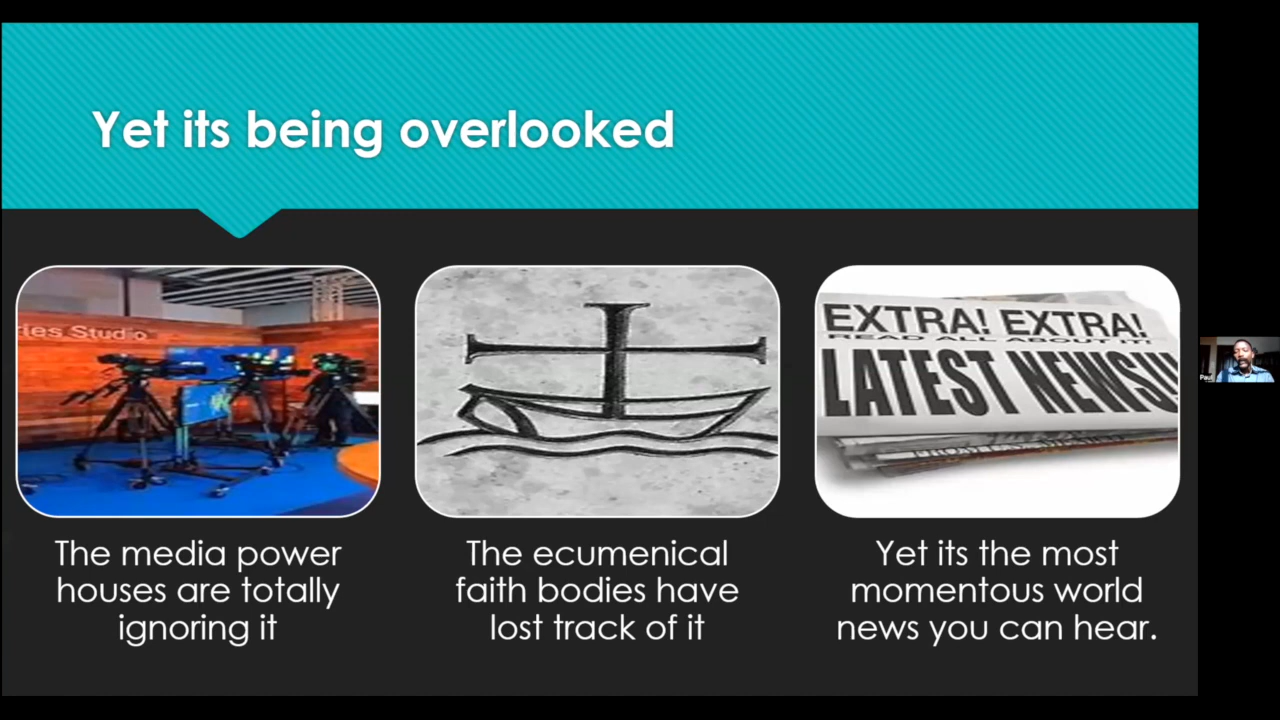 Yet its being overlooked
ies Studio
EXTRA! EXTRA!
READ ALL ABOUT IT!
LATEST NEWS!!
The media power
houses are totally
ignoring it
The ecumenical
faith bodies have
lost track of it
Yet its the most
momentous world
news you can hear.
Paul